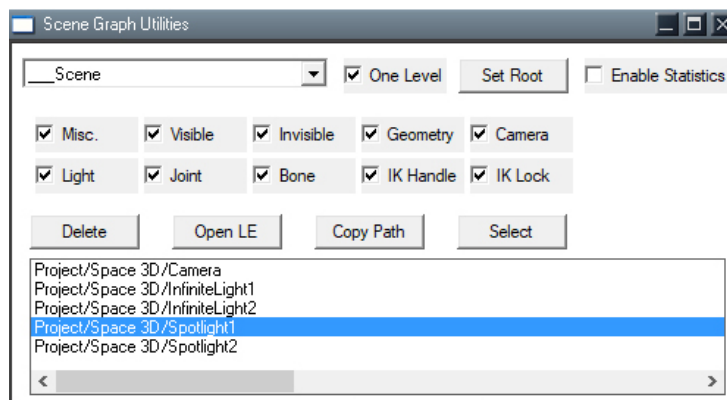 Scene Graph Utilities
___Scene One Level Set Root Enable Statistics
Misc. Visible Invisible Geometry Camera
Light Joint Bone IK Handle IK Lock
Delete Open LE Copy Path Select
Project/Space 3D/Camera
Project/Space 3D/InfiniteLight1
Project/Space 3D/InfiniteLight2
Project/Space 3D/Spotlight1
Project/Space 3D/Spotlight2